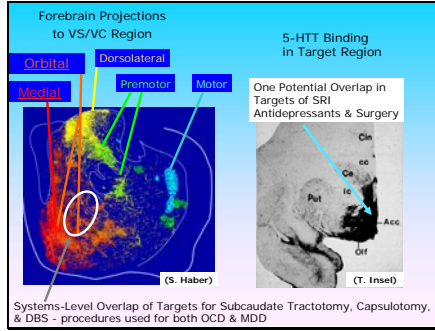 Forebrain Projections
to VS/VC Region
5-HTT Binding
in Target Region
Orbital
Dorsolateral
Medial
Premotor
Motor
One Potential Overlap in
Targets of SRI
Antidepressants & Surgery
Cin
cc
Ce
ic
Put
Acc
Olf
(S. Haber)
(T. Insel)
Systems-Level Overlap of Targets for Subcaudate Tractotomy, Capsulotomy,
& DBS - procedures used for both OCD & MDD